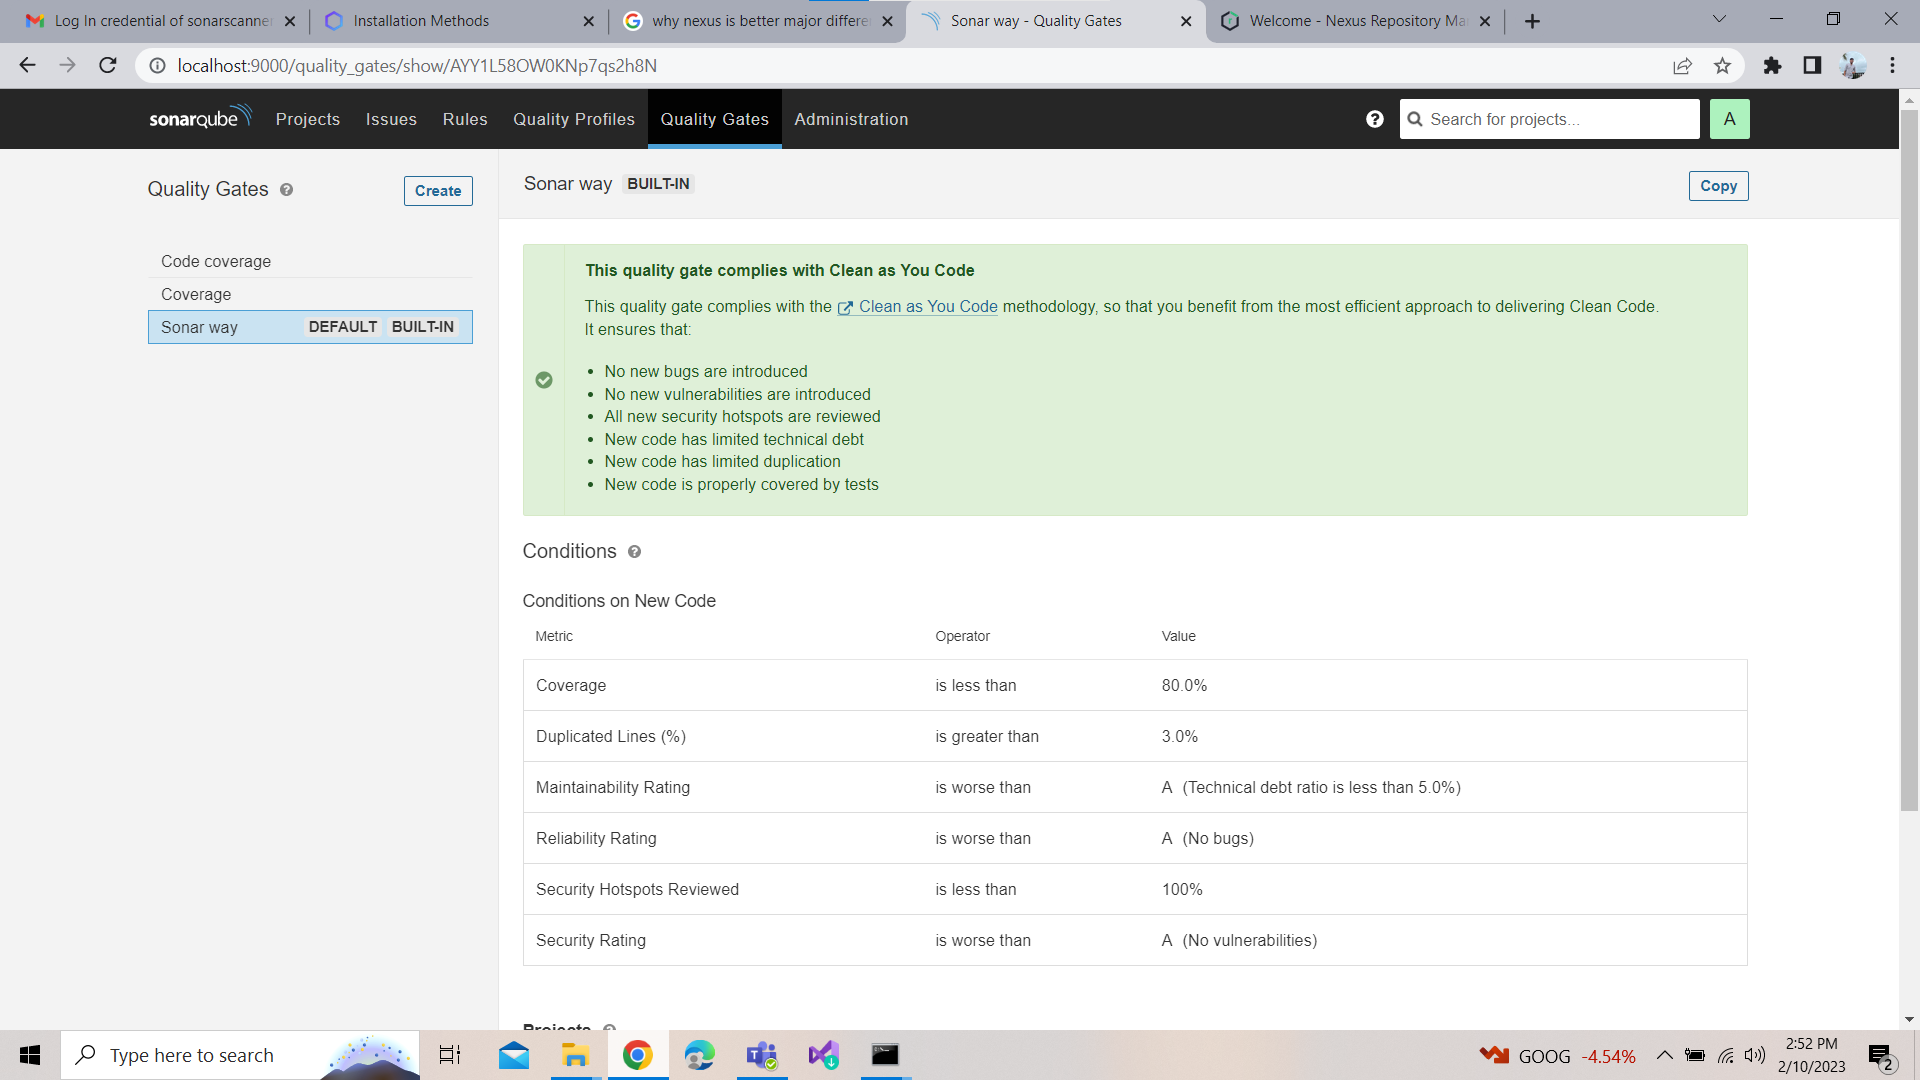 Log In credential of sonarscanner
Installation Methods
why nexus is better major differe
Sonar way - Quality Gates
Welcome - Nexus Repository Ma
localhost:9000/quality_gates/show/AYY1L58OW0KNp7qs2h8N
sonarqube Projects Issues Rules Quality Profiles Quality Gates Administration Search for projects... A
Quality Gates
Create
Code coverage
Coverage
Sonar way DEFAULT BUILT-IN
Sonar way BUILT-IN
Copy
This quality gate complies with Clean as You Code
This quality gate complies with the Clean as You Code methodology, so that you benefit from the most efficient approach to delivering Clean Code.
It ensures that:
• No new bugs are introduced
• No new vulnerabilities are introduced
• All new security hotspots are reviewed
• New code has limited technical debt
• New code has limited duplication
• New code is properly covered by tests
Conditions
Conditions on New Code
Metric Operator Value
Coverage is less than 80.0%
Duplicated Lines (%) is greater than 3.0%
Maintainability Rating is worse than A (Technical debt ratio is less than 5.0%)
Reliability Rating is worse than A (No bugs)
Security Hotspots Reviewed is less than 100%
Security Rating is worse than A (No vulnerabilities)
Projects
Type here to search
GOOG -4.54%
2:52 PM
2/10/2023
2